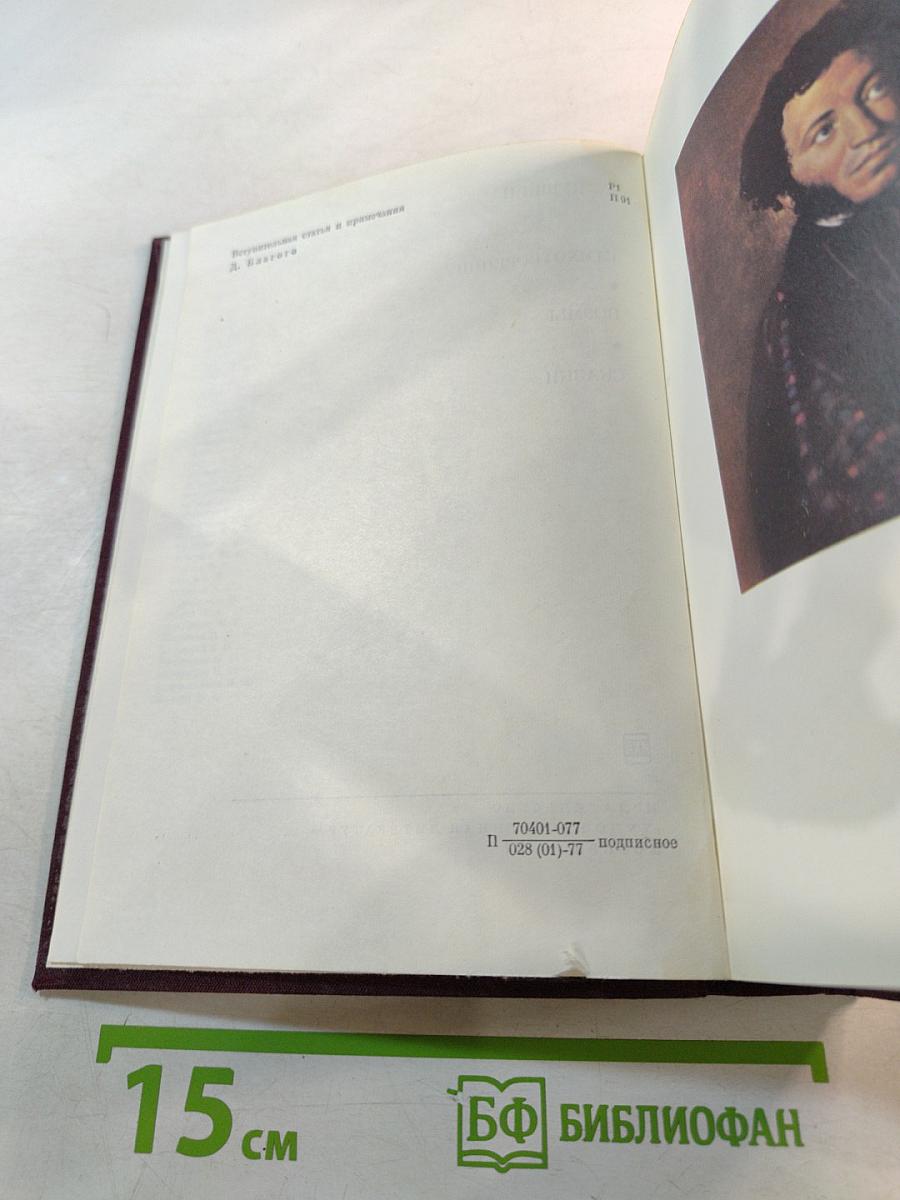 Р1
П 91
Вступительная статья и примечания
Д. Благого
П 70401-077
028 (01)-77 подписное
15 см
БФ БИБЛИОФАН